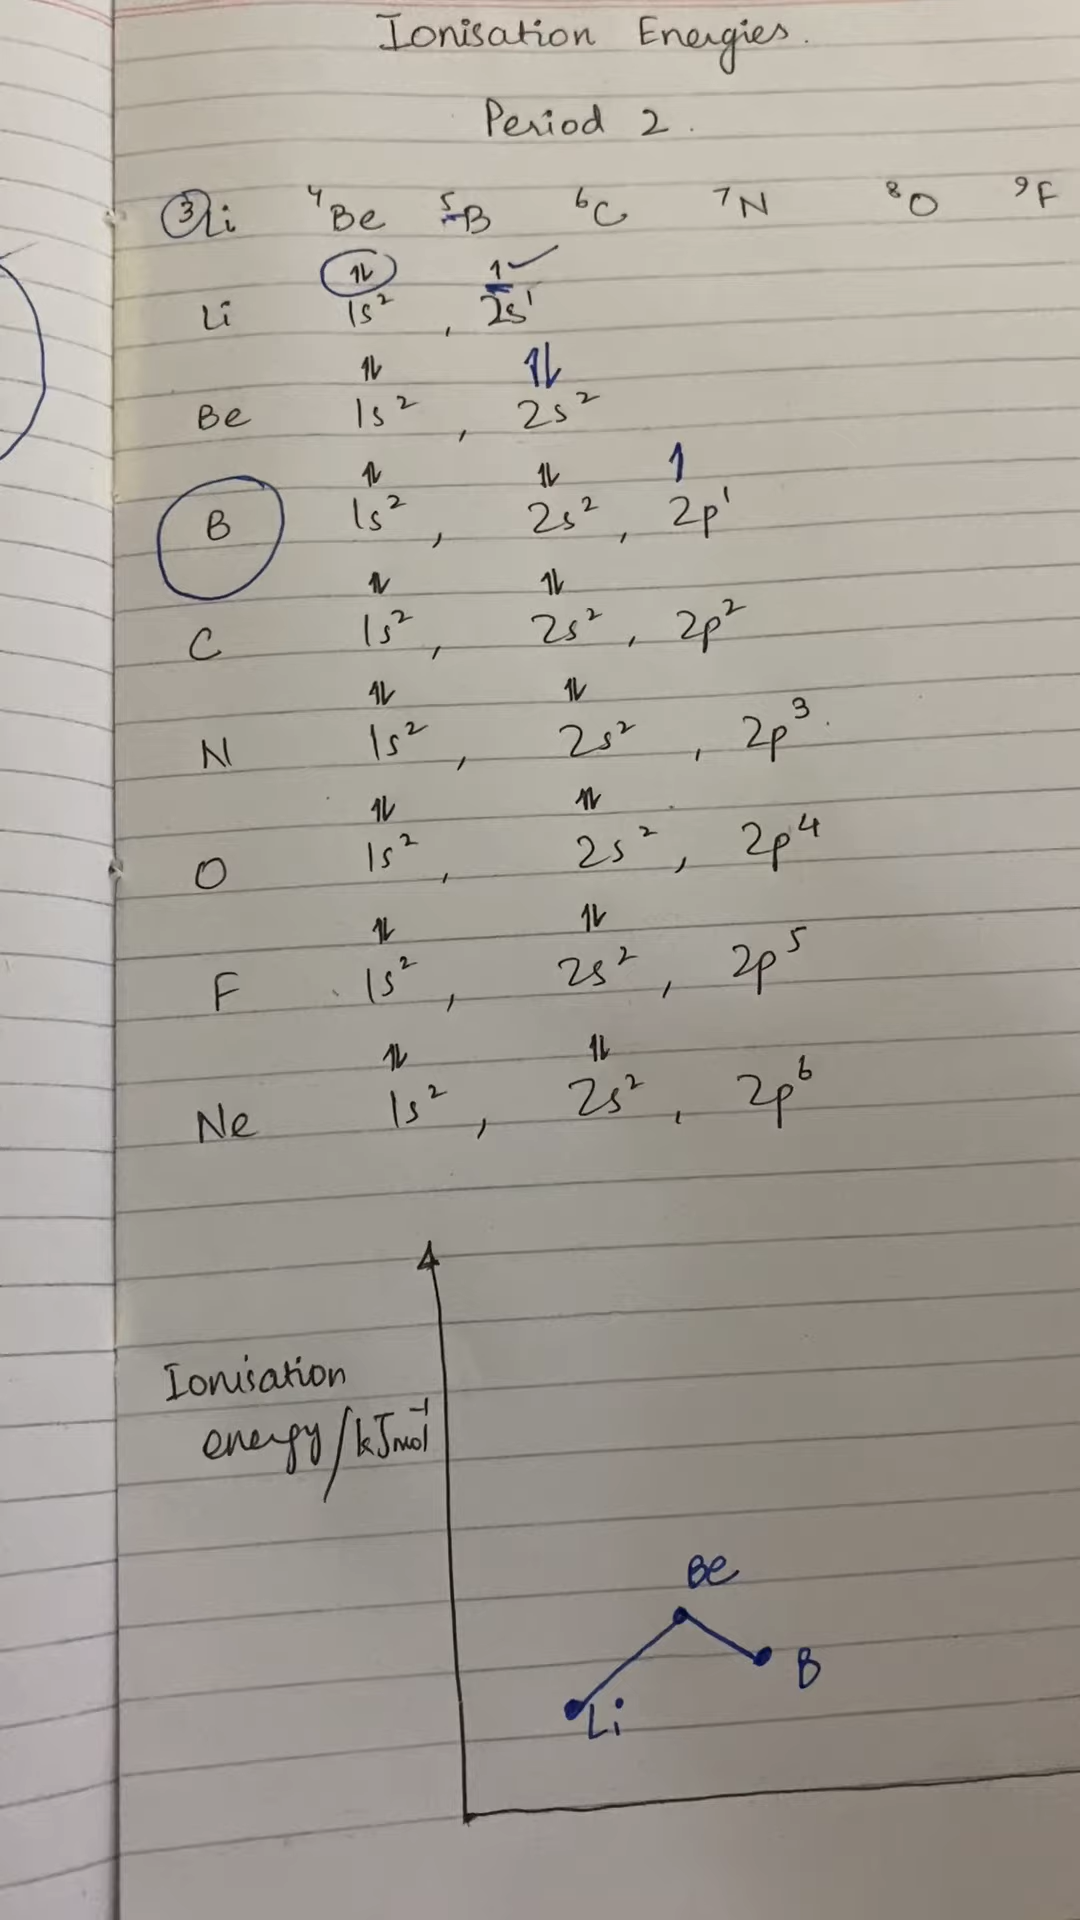 Ionisation Energies.
Period 2.
³Li ⁴Be ⁵B ⁶C ⁷N ⁸O ⁹F
⥮ 1
Li 1s², 2s¹
⥮ ⥮
Be 1s², 2s²
⥮ ⥮ 1
B 1s², 2s², 2p¹
⥮ ⥮
C 1s², 2s², 2p²
⥮ ⥮
N 1s², 2s², 2p³.
⥮ ⥮
O 1s², 2s², 2p⁴
⥮ ⥮
F 1s², 2s², 2p⁵
⥮ ⥮
Ne 1s², 2s², 2p⁶
Ionisation
energy/kJmol⁻¹
Be
B
Li